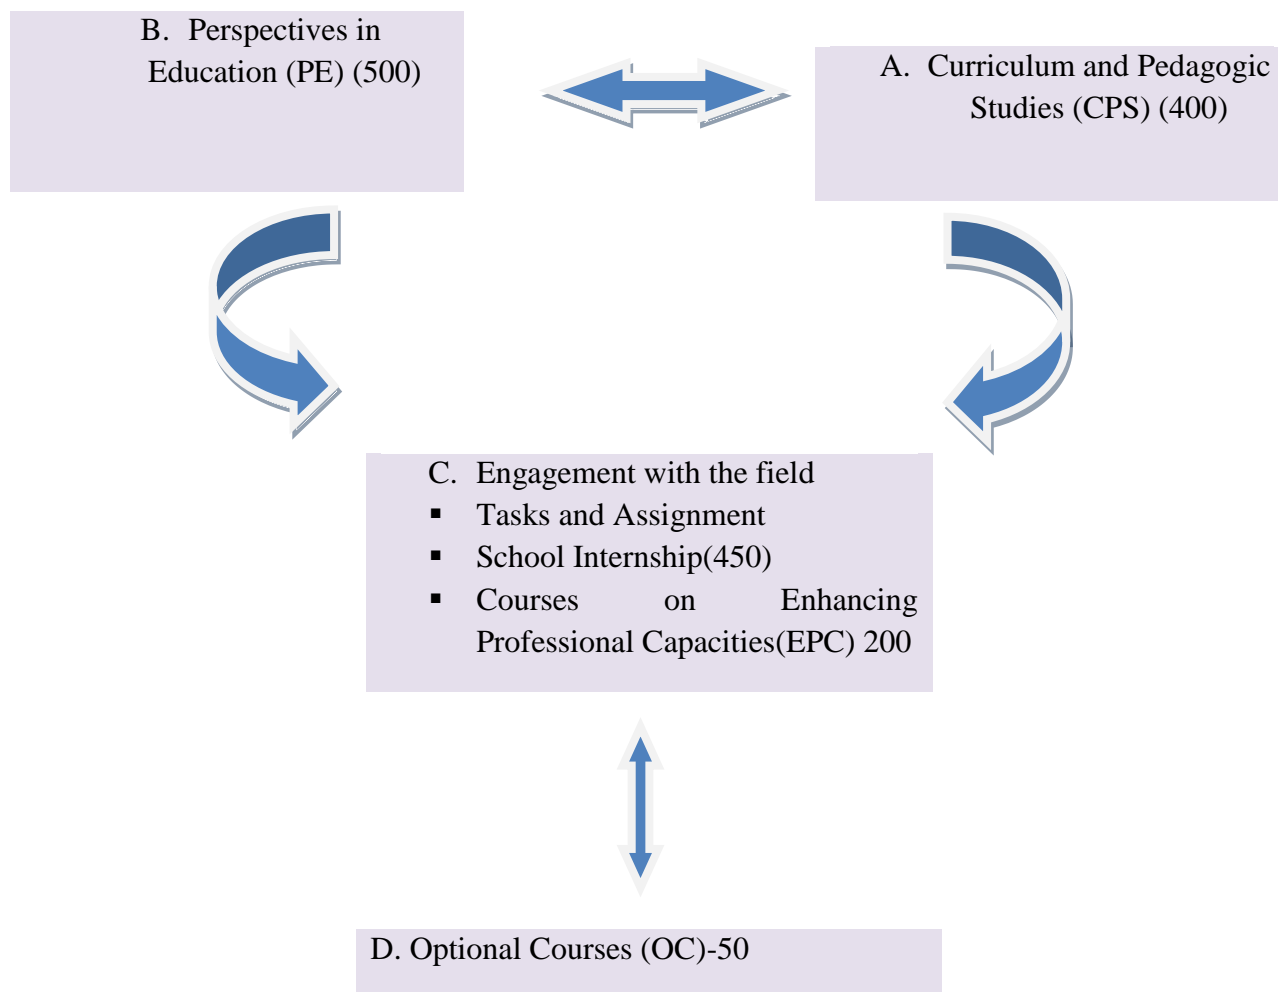 B. Perspectives in
Education (PE) (500)
A. Curriculum and Pedagogic
Studies (CPS) (400)
C. Engagement with the field
▪ Tasks and Assignment
▪ School Internship(450)
▪ Courses on Enhancing
Professional Capacities(EPC) 200
D. Optional Courses (OC)-50